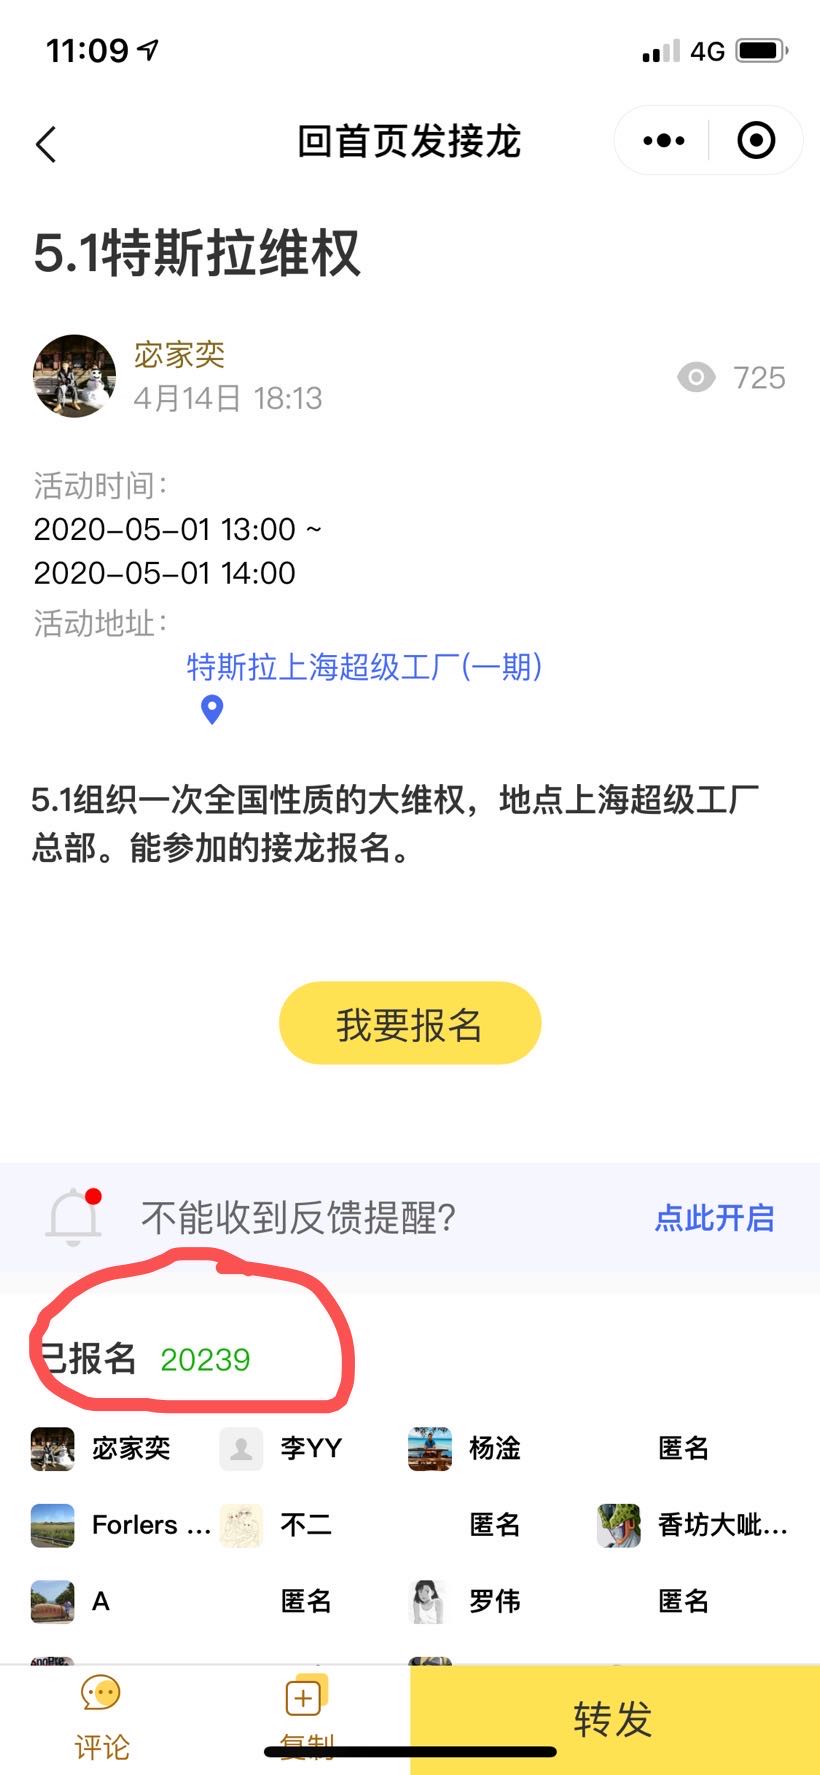 11:09
4G
回首页发接龙
5.1特斯拉维权
宓家奕
4月14日 18:13
725
活动时间：
2020-05-01 13:00 ~
2020-05-01 14:00
活动地址：
特斯拉上海超级工厂(一期)
5.1组织一次全国性质的大维权，地点上海超级工厂
总部。能参加的接龙报名。
我要报名
不能收到反馈提醒？
点此开启
已报名 20239
宓家奕 李YY 杨淦 匿名
Forlers ... 不二 匿名 香坊大呲...
A 匿名 罗伟 匿名
评论 复制 转发